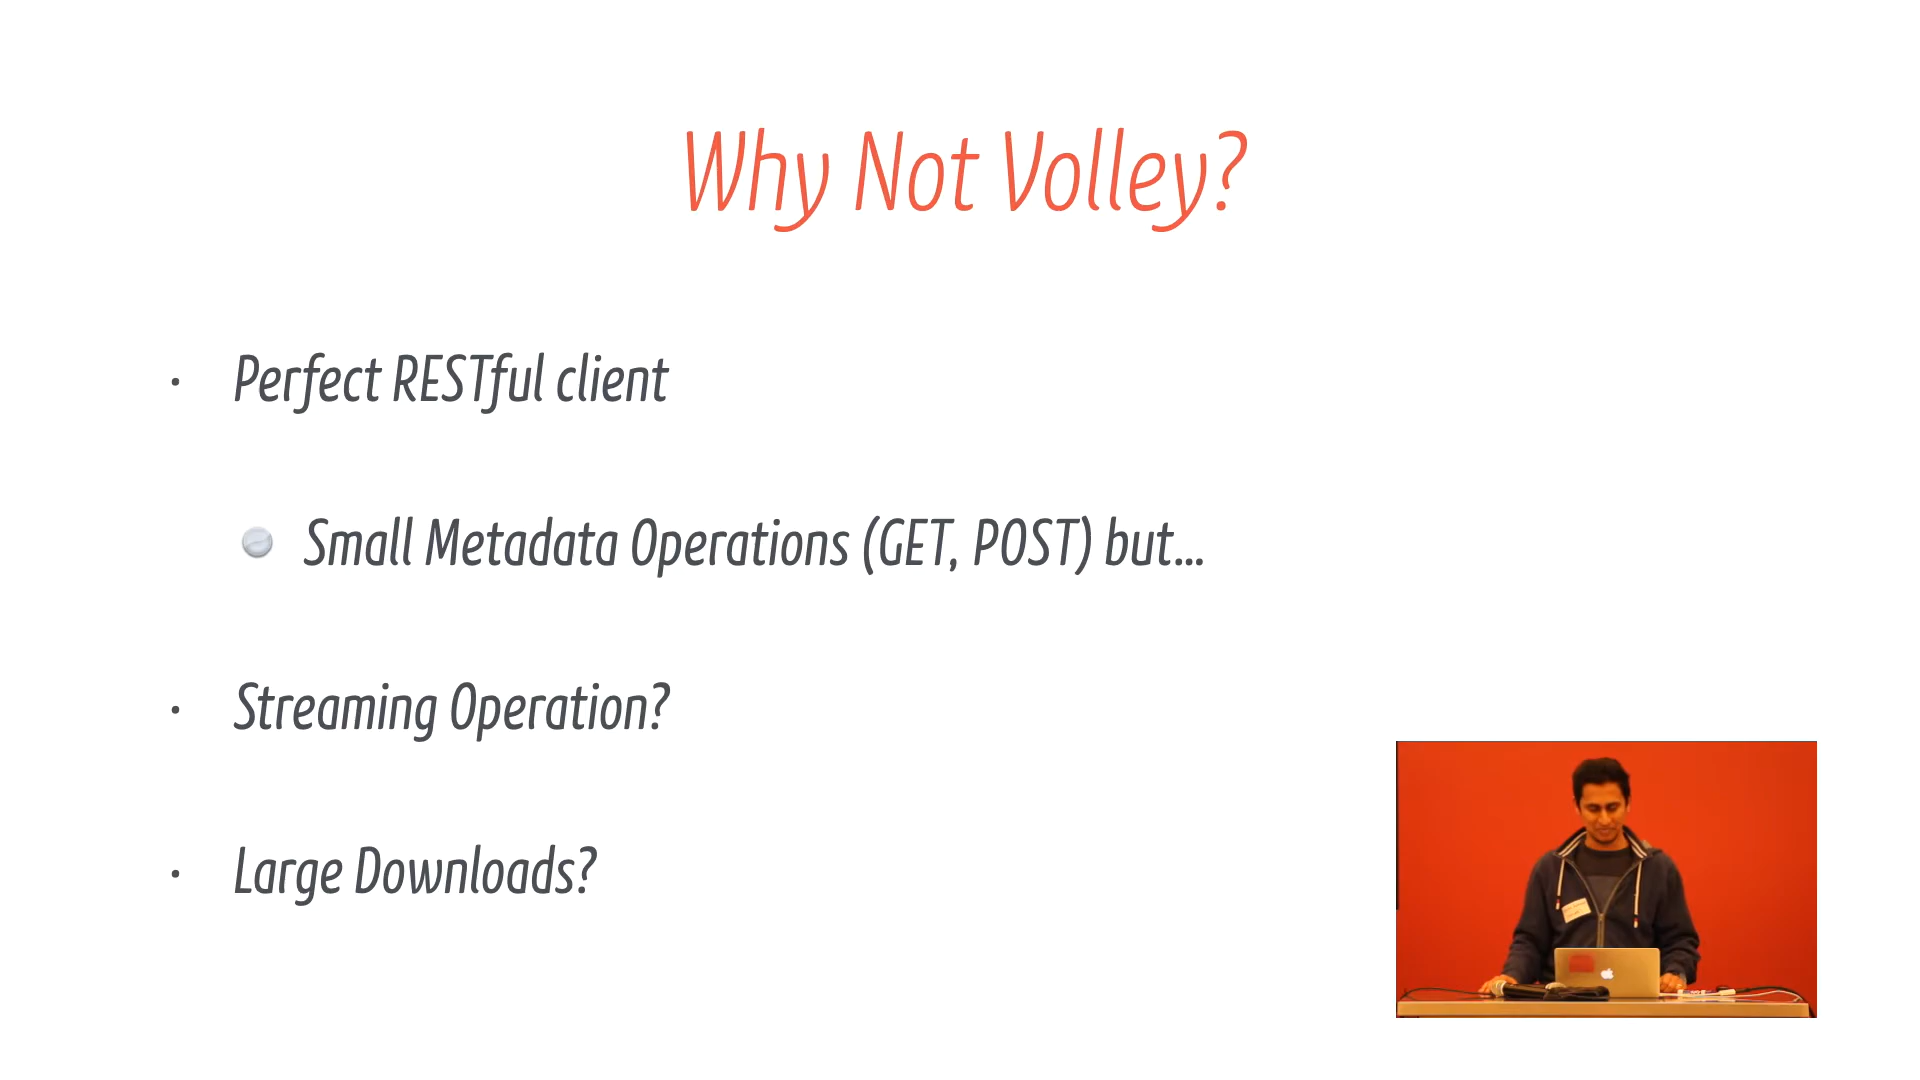 Why Not Volley?
Perfect RESTful client
Small Metadata Operations (GET, POST) but...
Streaming Operation?
Large Downloads?